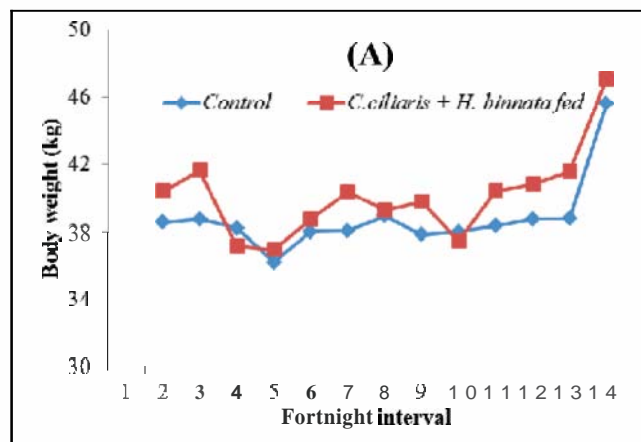 (A)
Control C.ciliaris + H. binnata fed
Body weight (kg)
50
46
42
38
34
30
1 2 3 4 5 6 7 8 9 10 11 12 13 14
Fortnight interval